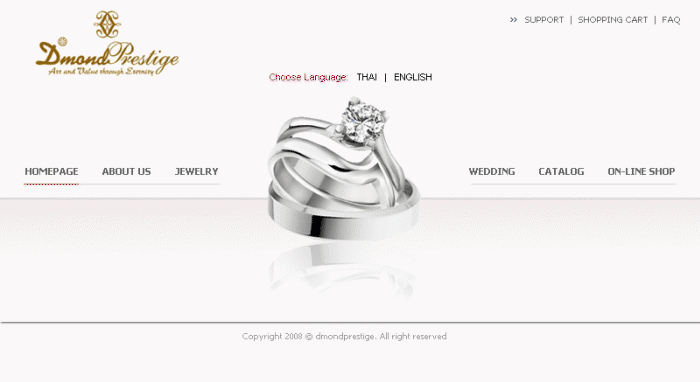 DmondPrestige
Art and Value through Eternity
SUPPORT | SHOPPING CART | FAQ
Choose Language: THAI | ENGLISH
HOMEPAGE ABOUT US JEWELRY
WEDDING CATALOG ON-LINE SHOP
Copyright 2008 @ dmondprestige. All right reserved